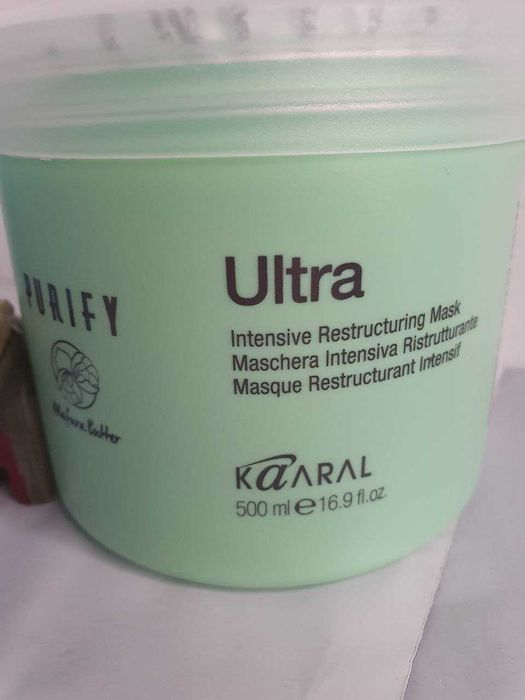 PURIFY
Ultra
Intensive Restructuring Mask
Maschera Intensiva Ristrutturante
Masque Restructurant Intensif
KAARAL
500 ml e 16.9 fl.oz.